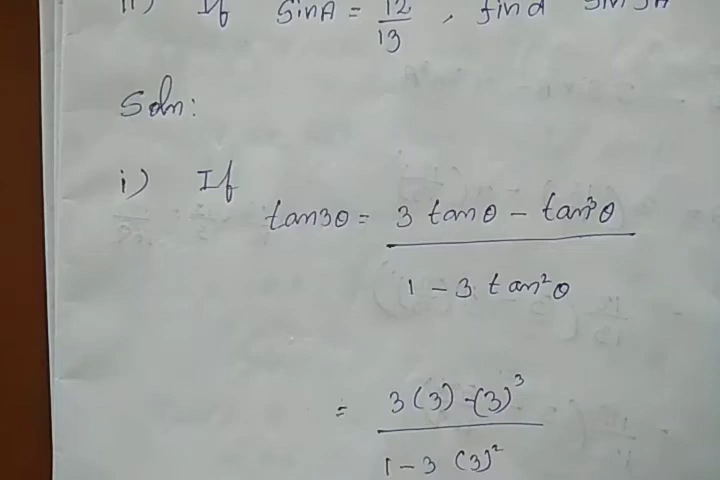 If sinA = 12/13, find
Soln:
i) If
tan3θ = 3 tanθ - tan³θ
1 - 3 tan²θ
= 3(3) - (3)³
1 - 3 (3)²